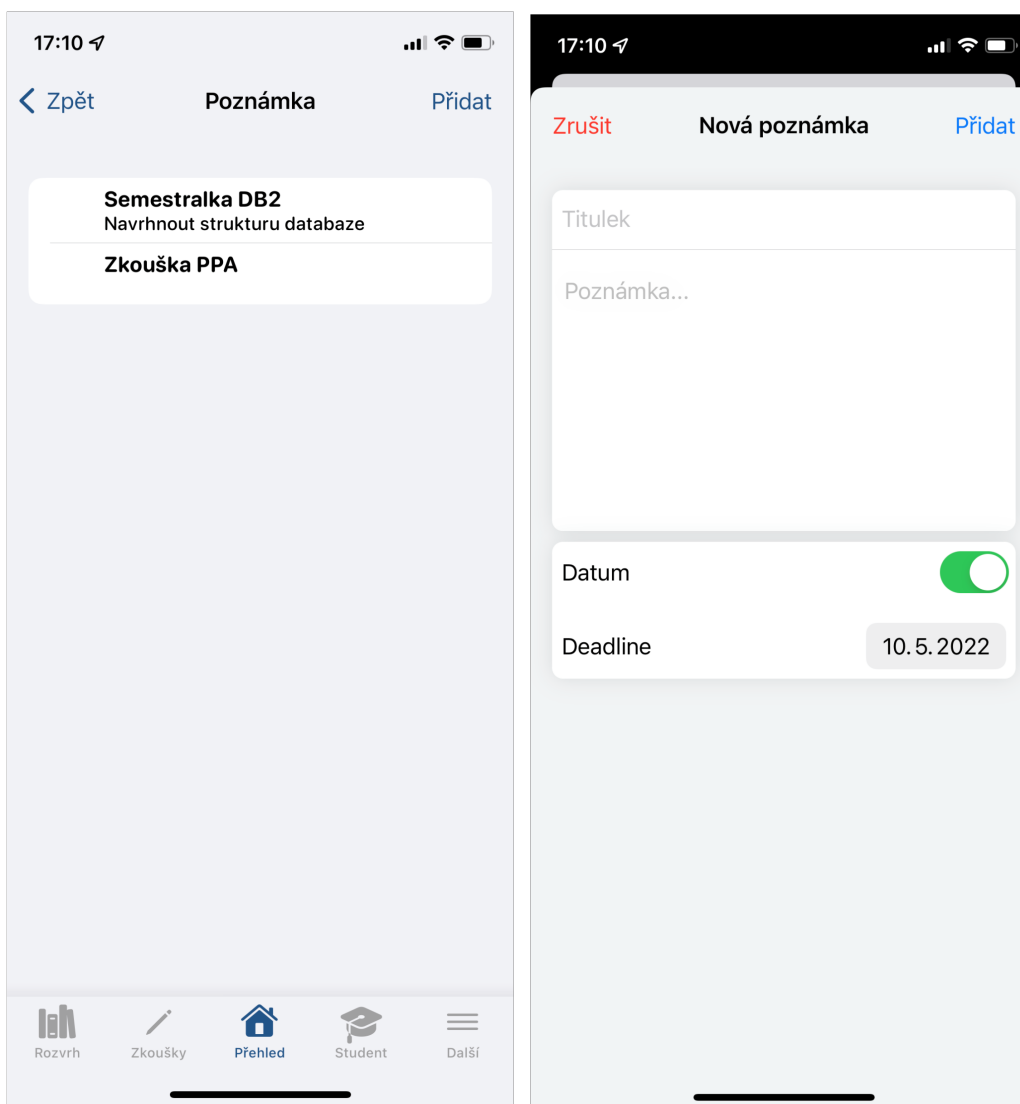 17:10
Zpět Poznámka Přidat
Semestralka DB2
Navrhnout strukturu databaze
Zkouška PPA
Rozvrh Zkoušky Přehled Student Další
17:10
Zrušit Nová poznámka Přidat
Titulek
Poznámka...
Datum
Deadline 10. 5. 2022